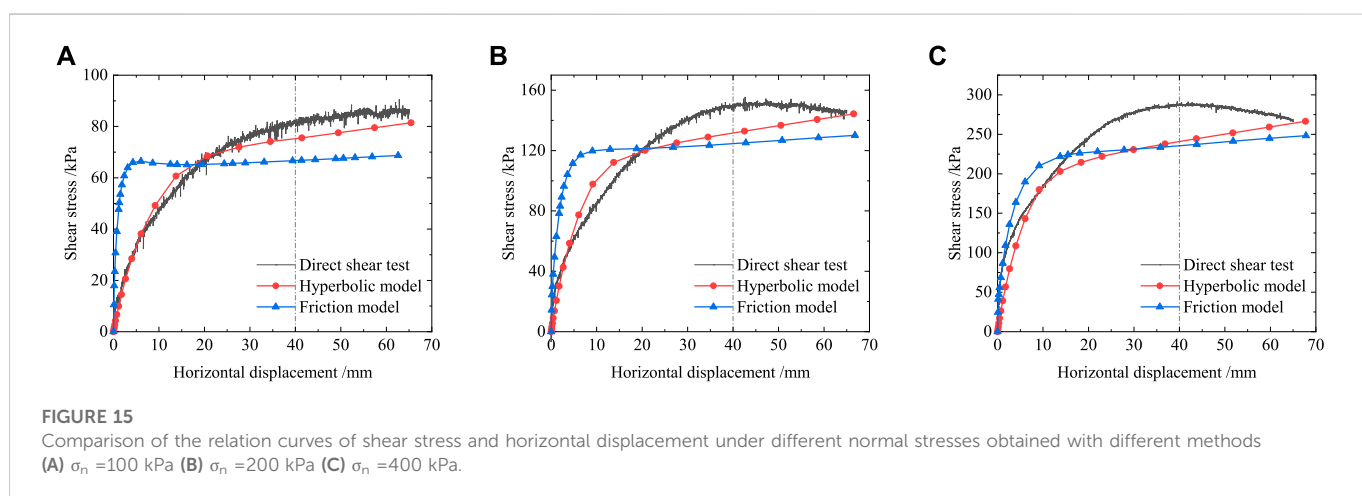 A
100
80
60
40
20
0
Shear stress /kPa
Direct shear test
Hyperbolic model
Friction model
0 10 20 30 40 50 60 70
Horizontal displacement /mm
B
160
120
80
40
0
Shear stress /kPa
Direct shear test
Hyperbolic model
Friction model
0 10 20 30 40 50 60 70
Horizontal displacement /mm
C
300
250
200
150
100
50
0
Shear stress /kPa
Direct shear test
Hyperbolic model
Friction model
0 10 20 30 40 50 60 70
Horizontal displacement /mm
FIGURE 15
Comparison of the relation curves of shear stress and horizontal displacement under different normal stresses obtained with different methods
(A) σn =100 kPa (B) σn =200 kPa (C) σn =400 kPa.